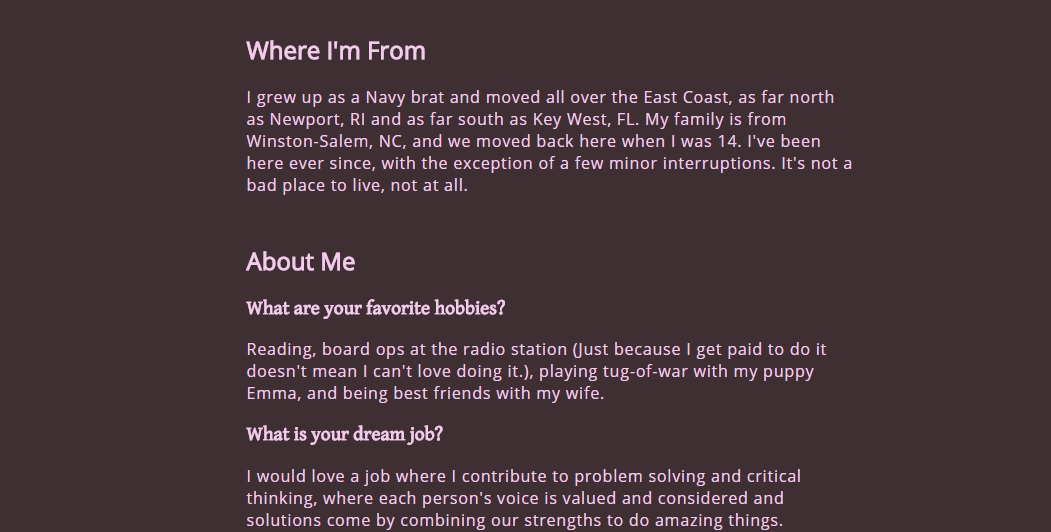 Where I'm From
I grew up as a Navy brat and moved all over the East Coast, as far north
as Newport, RI and as far south as Key West, FL. My family is from
Winston-Salem, NC, and we moved back here when I was 14. I've been
here ever since, with the exception of a few minor interruptions. It's not a
bad place to live, not at all.
About Me
What are your favorite hobbies?
Reading, board ops at the radio station (Just because I get paid to do it
doesn't mean I can't love doing it.), playing tug-of-war with my puppy
Emma, and being best friends with my wife.
What is your dream job?
I would love a job where I contribute to problem solving and critical
thinking, where each person's voice is valued and considered and
solutions come by combining our strengths to do amazing things.